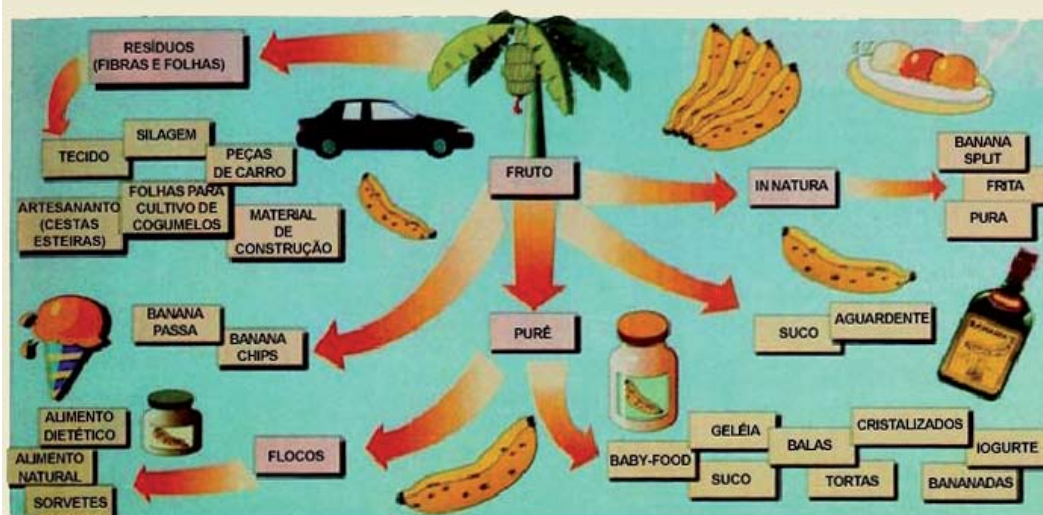 RESÍDUOS
(FIBRAS E FOLHAS)
TECIDO
SILAGEM
PEÇAS
DE CARRO
ARTESANANTO
(CESTAS
ESTEIRAS)
FOLHAS PARA
CULTIVO DE
COGUMELOS
MATERIAL
DE
CONSTRUÇÃO
FRUTO
IN NATURA
BANANA
SPLIT
FRITA
PURA
SUCO
AGUARDENTE
BANANA
PASSA
BANANA
CHIPS
PURÊ
FLOCOS
ALIMENTO
DIETÉTICO
ALIMENTO
NATURAL
SORVETES
BABY-FOOD
GELÉIA
SUCO
BALAS
TORTAS
CRISTALIZADOS
IOGURTE
BANANADAS